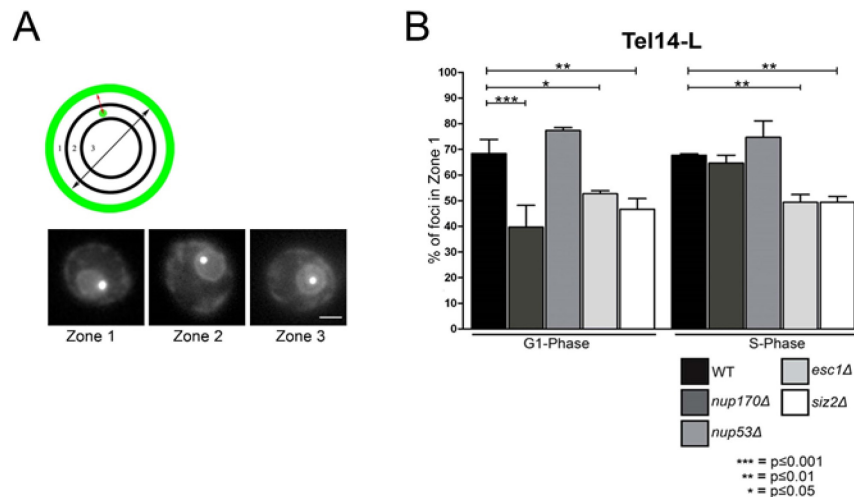 A
1 2 3
Zone 1 Zone 2 Zone 3
B
Tel14-L
** **
* **
***
% of foci in Zone 1
100
90
80
70
60
50
40
30
20
10
0
G1-Phase S-Phase
WT esc1Δ
nup170Δ siz2Δ
nup53Δ
*** = p≤0.001
** = p≤0.01
* = p≤0.05